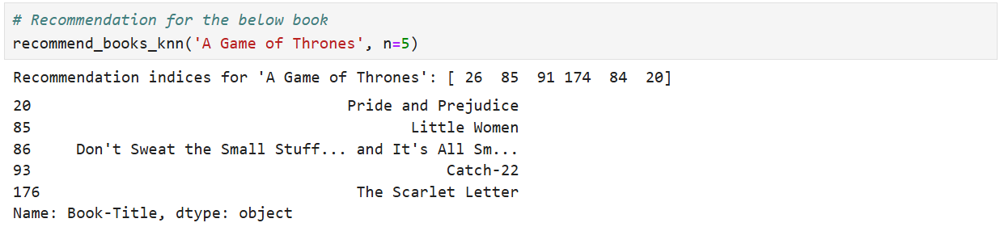 # Recommendation for the below book
recommend_books_knn('A Game of Thrones', n=5)
Recommendation indices for 'A Game of Thrones': [ 26  85  91 174  84  20]
20                                   Pride and Prejudice
85                                          Little Women
86     Don't Sweat the Small Stuff... and It's All Sm...
93                                              Catch-22
176                                   The Scarlet Letter
Name: Book-Title, dtype: object